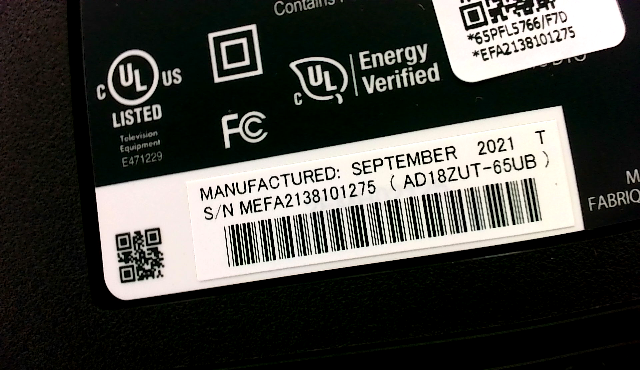 Contains
*65PFL5766/F7D
*EFA2138101275
C UL US
LISTED
Television
Equipment
E471229
FC
C UL
Energy
Verified
MANUFACTURED: SEPTEMBER 2021 T
S/N MEFA2138101275 ( AD18ZUT-65UB )